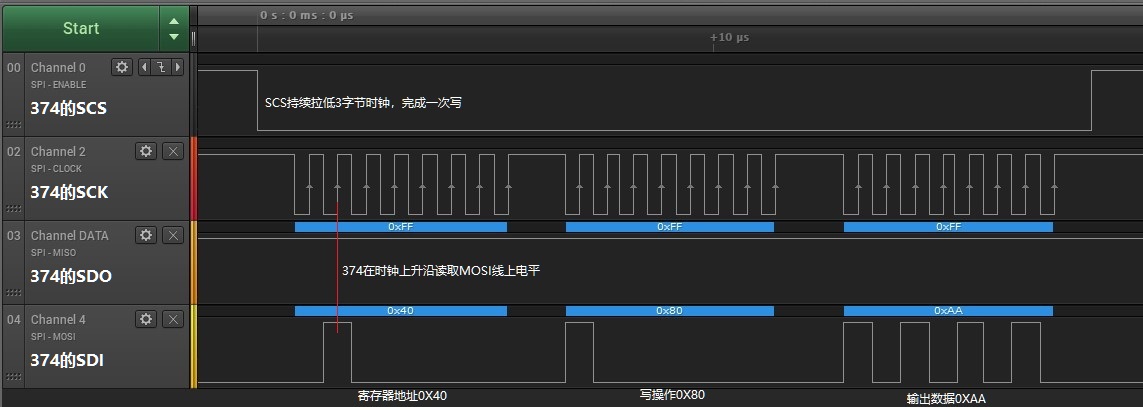 Start
0 s : 0 ms : 0 µs
+10 µs
00 Channel 0
SPI - ENABLE
374的SCS
SCS持续拉低3字节时钟，完成一次写
02 Channel 2
SPI - CLOCK
374的SCK
0xFF 0xFF 0xFF
03 Channel DATA
SPI - MISO
374的SDO
374在时钟上升沿读取MOSI线上电平
0x40 0x80 0xAA
04 Channel 4
SPI - MOSI
374的SDI
寄存器地址0X40 写操作0X80 输出数据0XAA